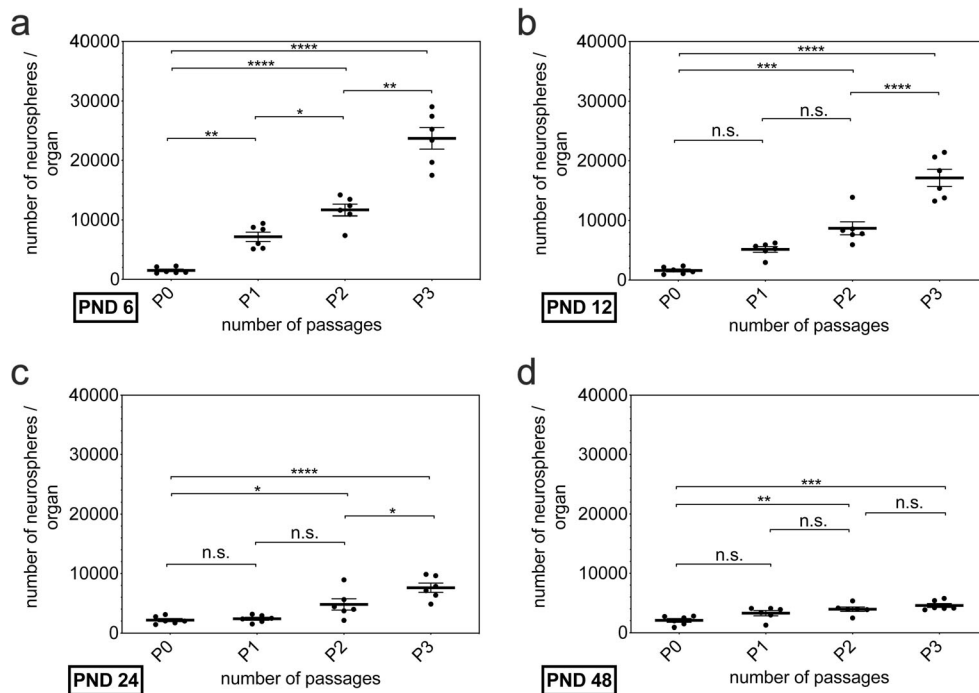 a
number of neurospheres /
organ
40000
30000
20000
10000
0
****
****
**
*
**
P0
P1
P2
P3
PND 6
number of passages
b
number of neurospheres /
organ
40000
30000
20000
10000
0
****
***
****
n.s.
n.s.
P0
P1
P2
P3
PND 12
number of passages
c
number of neurospheres /
organ
40000
30000
20000
10000
0
****
*
*
n.s.
n.s.
P0
P1
P2
P3
PND 24
number of passages
d
number of neurospheres /
organ
40000
30000
20000
10000
0
***
**
n.s.
n.s.
n.s.
P0
P1
P2
P3
PND 48
number of passages